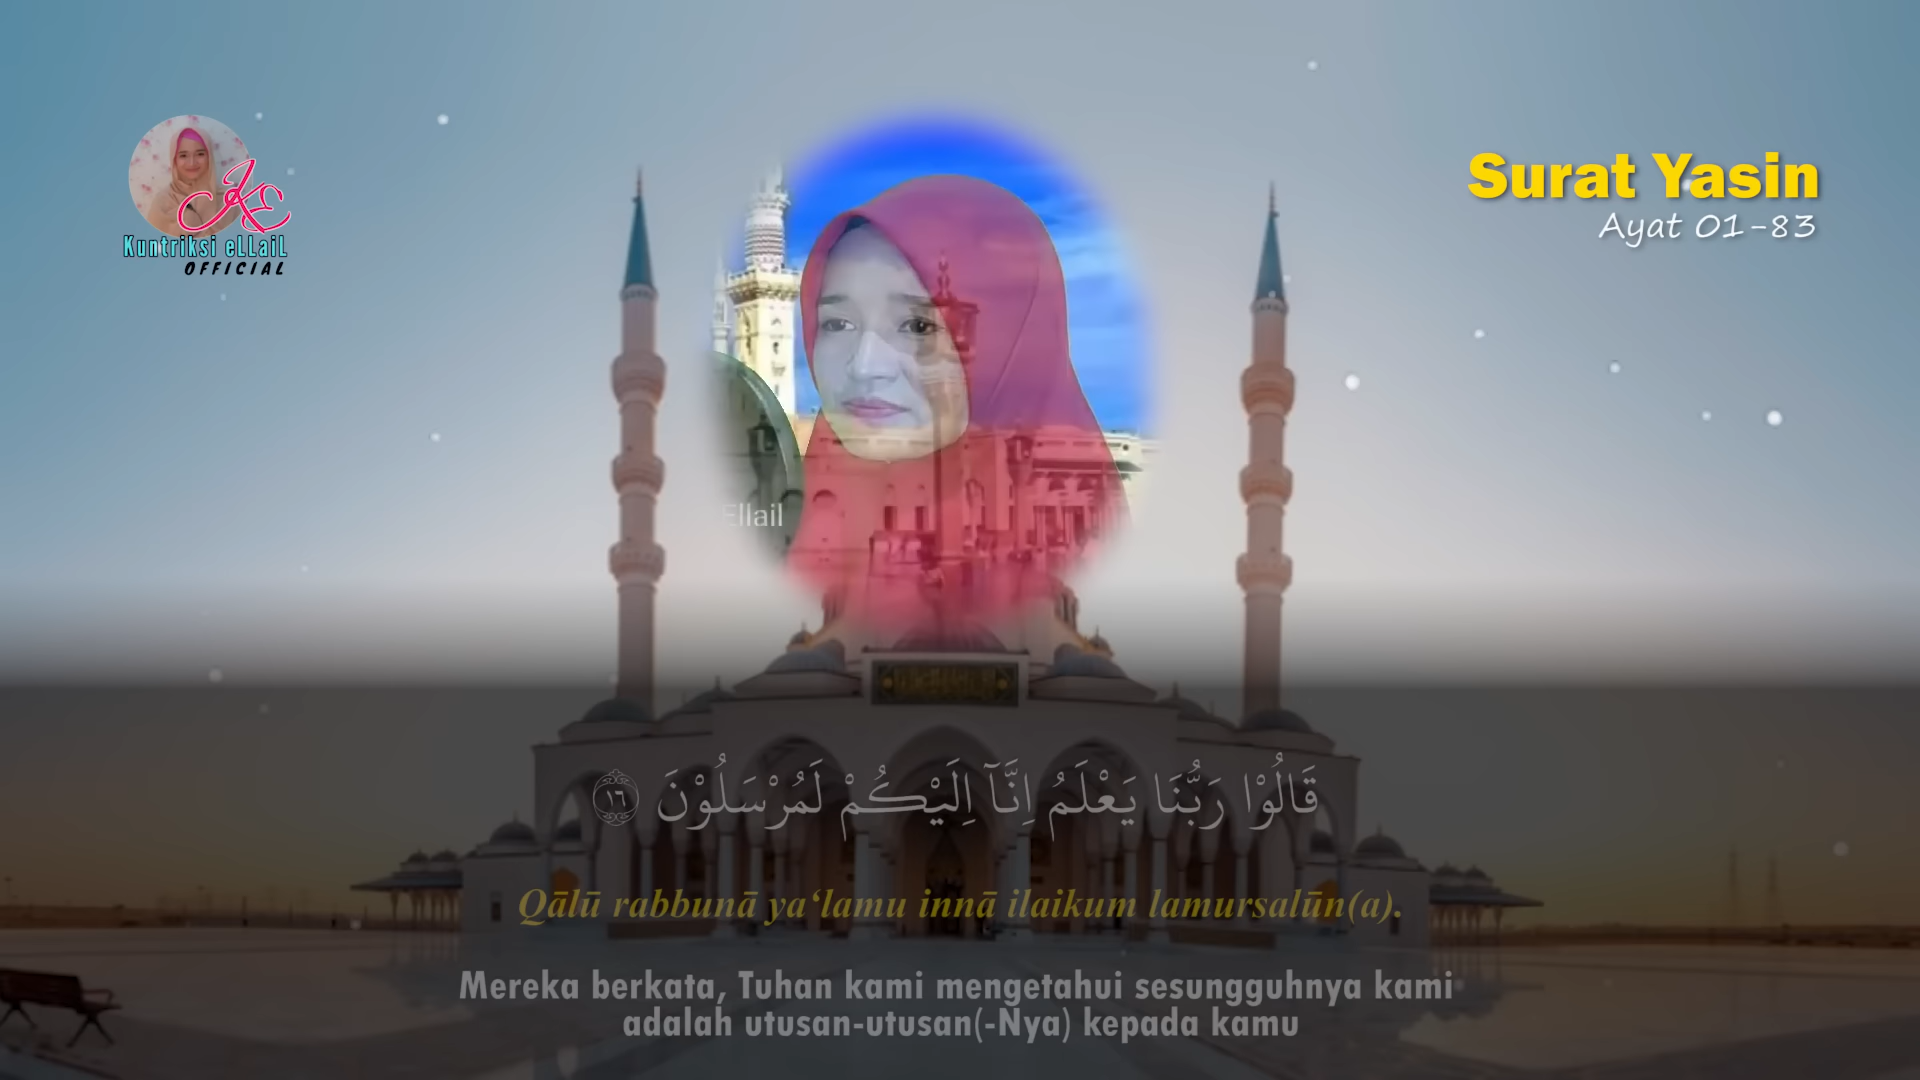 KE
Kuntriksi eLLaiL
OFFICIAL
Surat Yasin
Ayat 01-83
Ellail
قَالُوْا رَبُّنَا يَعْلَمُ اِنَّآ اِلَيْكُمْ لَمُرْسَلُوْنَ ١٦
Qālū rabbunā ya‘lamu innā ilaikum lamursalūn(a).
Mereka berkata, Tuhan kami mengetahui sesungguhnya kami
adalah utusan-utusan(-Nya) kepada kamu